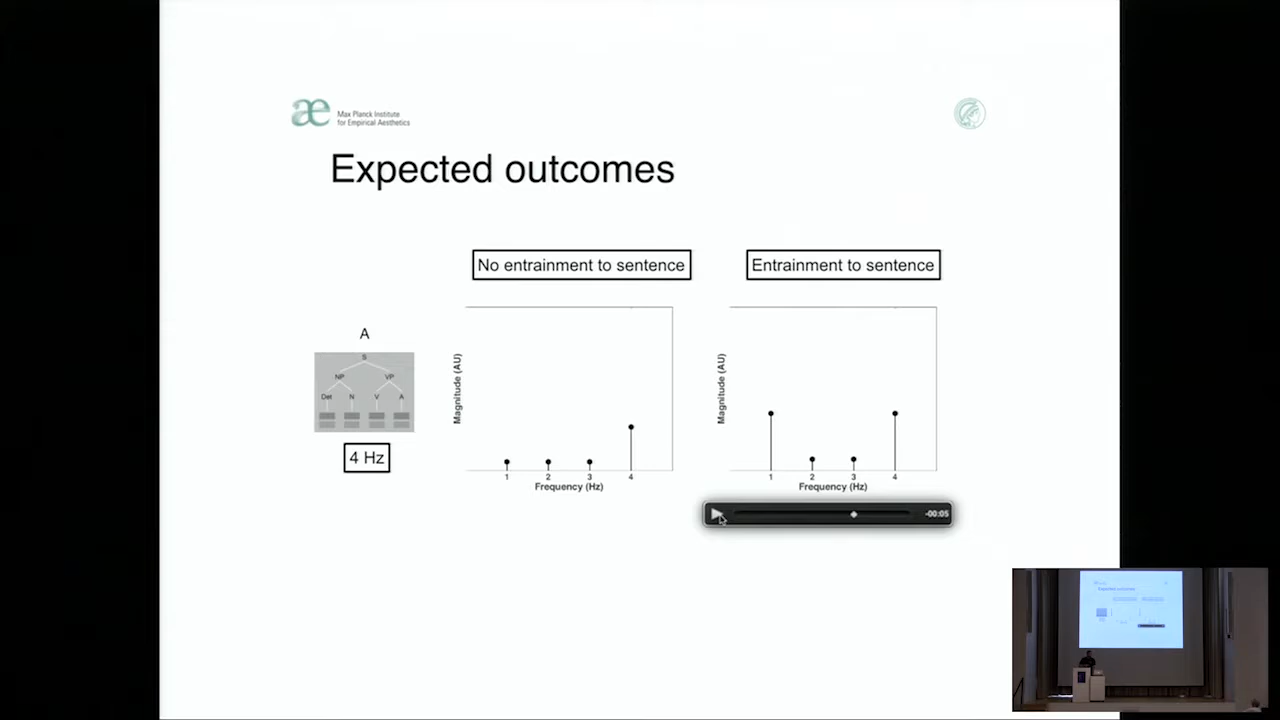 æ
Max Planck Institute
for Empirical Aesthetics
Expected outcomes
No entrainment to sentence
Entrainment to sentence
A
S
NP
VP
Det
N
V
A
4 Hz
Magnitude (AU)
1
2
3
4
Frequency (Hz)
Magnitude (AU)
1
2
3
4
Frequency (Hz)
-00:05
Expected outcomes